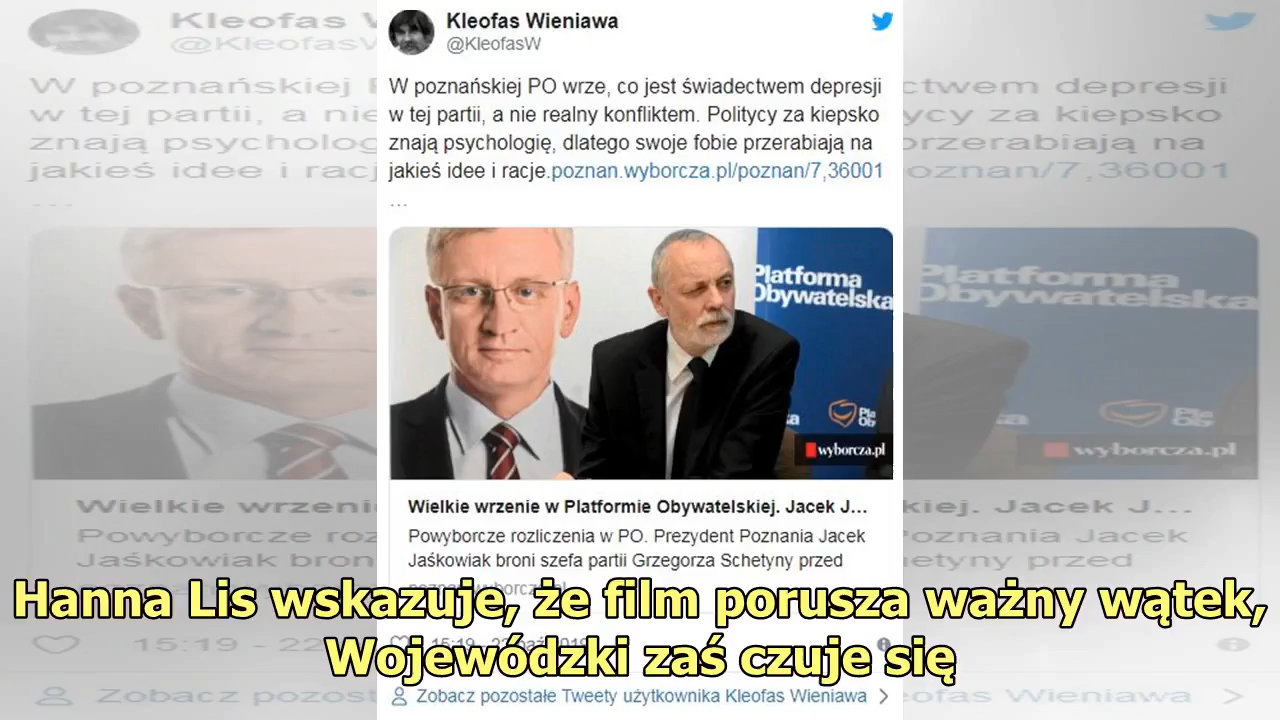 Kleofas Wieniawa
@KleofasW
W poznańskiej PO wrze, co jest świadectwem depresji
w tej partii, a nie realny konfliktem. Politycy za kiepsko
znają psychologię, dlatego swoje fobie przerabiają na
jakieś idee i racje.poznan.wyborcza.pl/poznan/7,36001
...
Platforma
Obywatelska
wyborcza.pl
Wielkie wrzenie w Platformie Obywatelskiej. Jacek J...
Powyborcze rozliczenia w PO. Prezydent Poznania Jacek
Jaśkowiak broni szefa partii Grzegorza Schetyny przed
poznan.wyborcza.pl
Hanna Lis wskazuje, że film porusza ważny wątek,
Wojewódzki zaś czuje się
Zobacz pozostałe Tweety użytkownika Kleofas Wieniawa